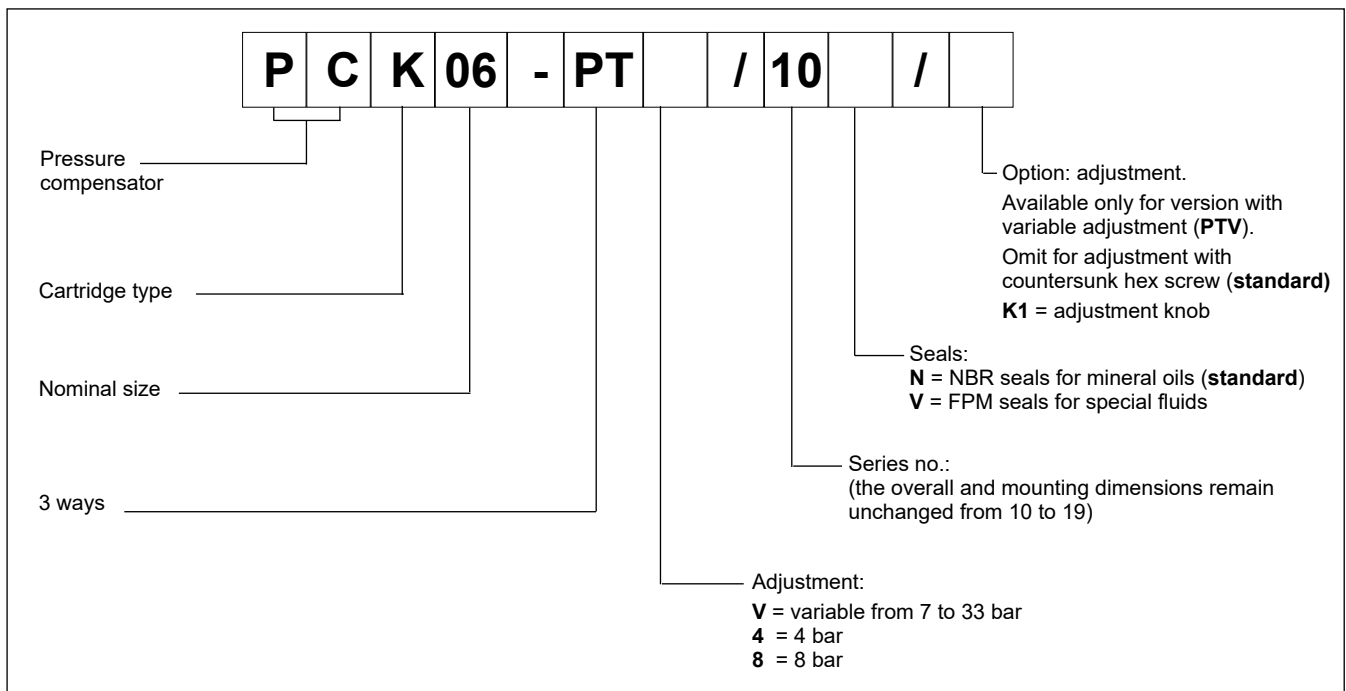 P C K 06 - PT / 10 /
Pressure
compensator
Cartridge type
Nominal size
3 ways
Option: adjustment.
Available only for version with
variable adjustment (PTV).
Omit for adjustment with
countersunk hex screw (standard)
K1 = adjustment knob
Seals:
N = NBR seals for mineral oils (standard)
V = FPM seals for special fluids
Series no.:
(the overall and mounting dimensions remain
unchanged from 10 to 19)
Adjustment:
V = variable from 7 to 33 bar
4 = 4 bar
8 = 8 bar